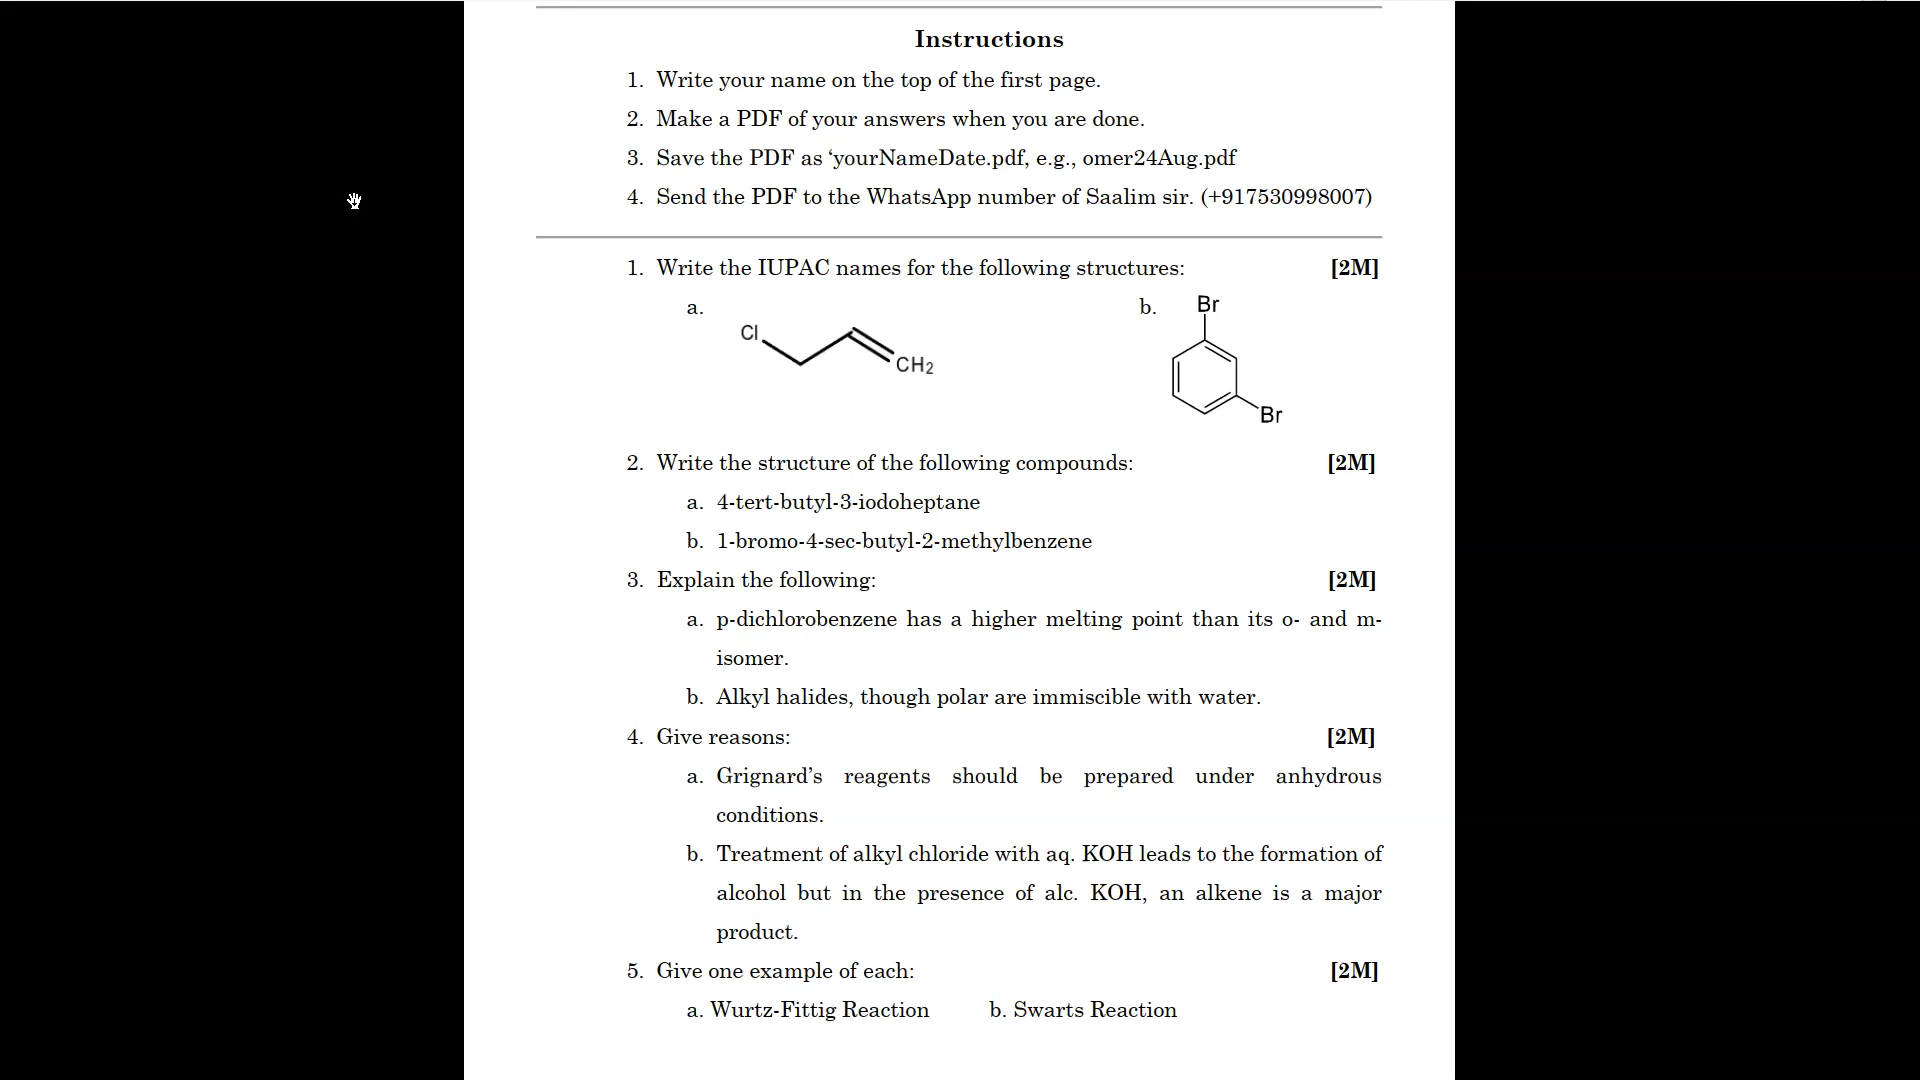 Instructions
1. Write your name on the top of the first page.
2. Make a PDF of your answers when you are done.
3. Save the PDF as ‘yourNameDate.pdf, e.g., omer24Aug.pdf
4. Send the PDF to the WhatsApp number of Saalim sir. (+917530998007)
1. Write the IUPAC names for the following structures: [2M]
a. b.
Br
Cl
CH2
Br
2. Write the structure of the following compounds: [2M]
a. 4-tert-butyl-3-iodoheptane
b. 1-bromo-4-sec-butyl-2-methylbenzene
3. Explain the following: [2M]
a. p-dichlorobenzene has a higher melting point than its o- and m-
isomer.
b. Alkyl halides, though polar are immiscible with water.
4. Give reasons: [2M]
a. Grignard’s reagents should be prepared under anhydrous
conditions.
b. Treatment of alkyl chloride with aq. KOH leads to the formation of
alcohol but in the presence of alc. KOH, an alkene is a major
product.
5. Give one example of each: [2M]
a. Wurtz-Fittig Reaction b. Swarts Reaction